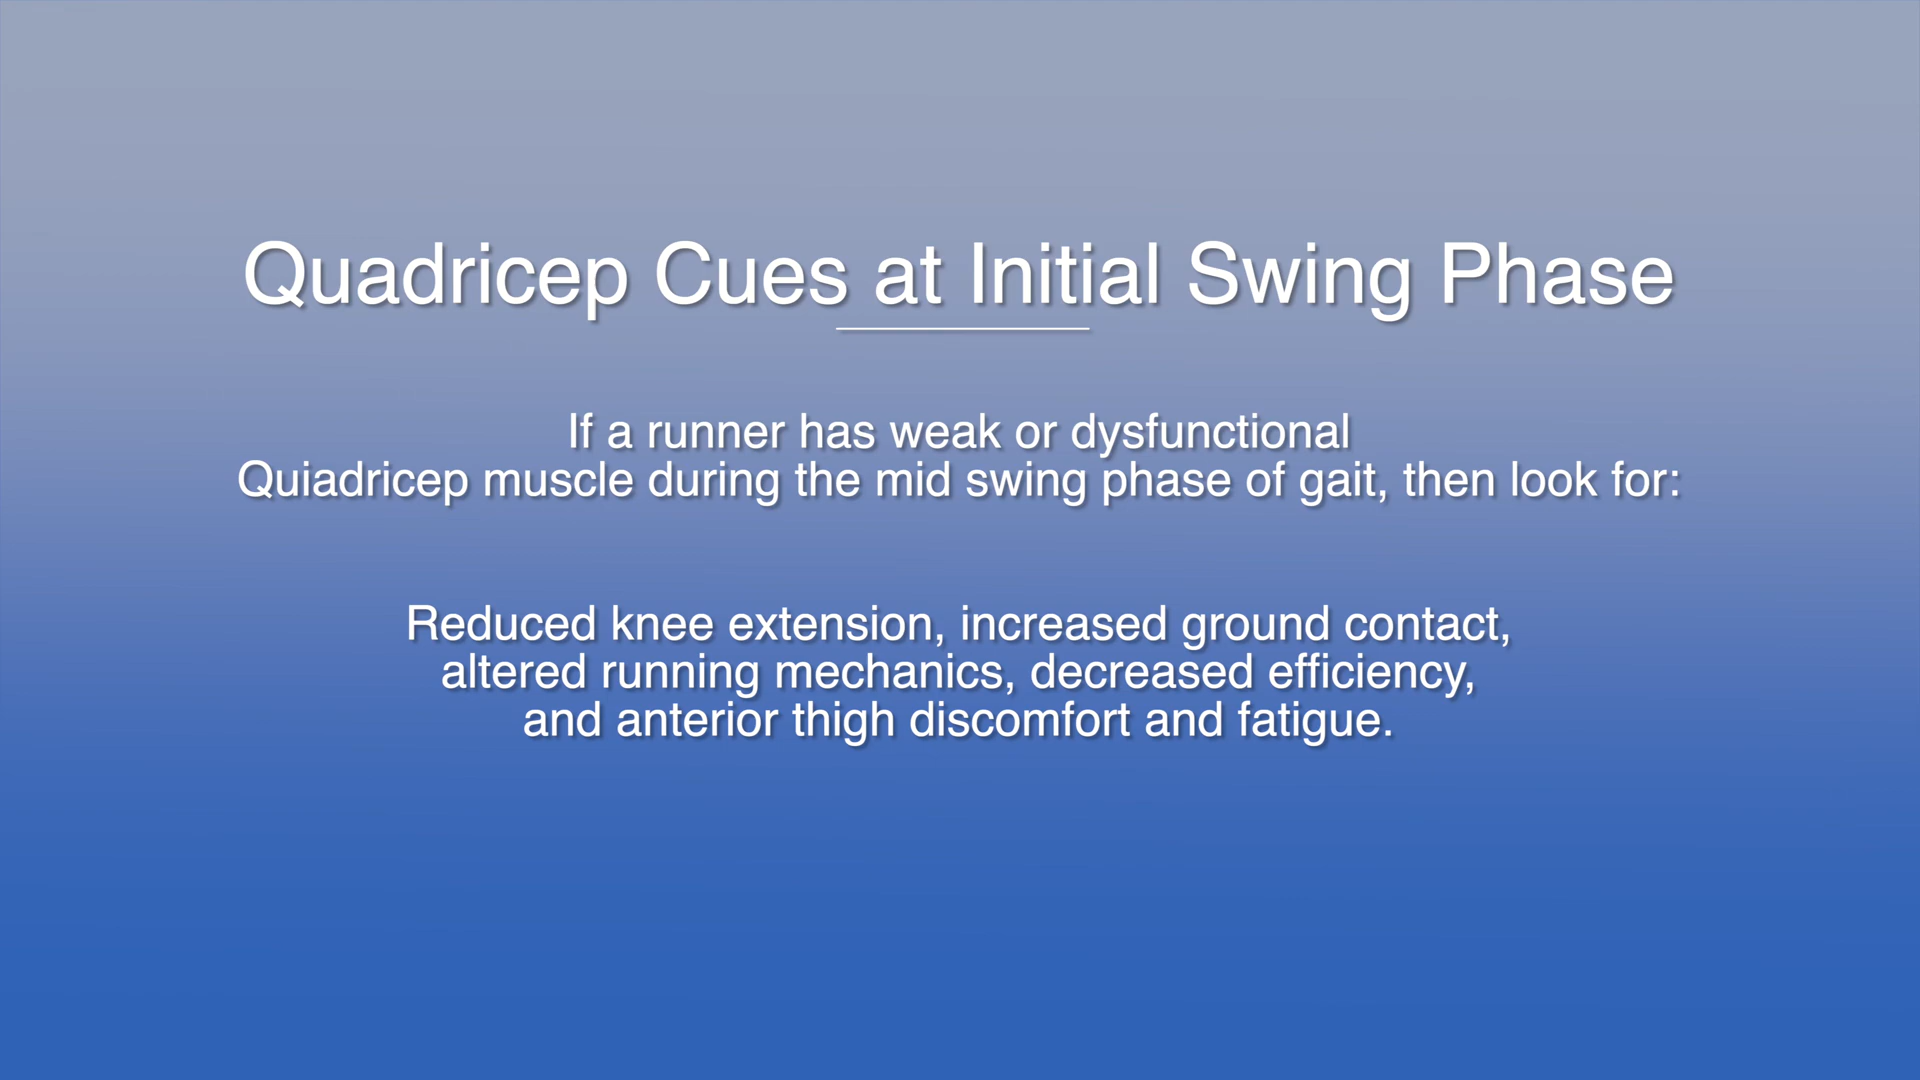 Quadricep Cues at Initial Swing Phase
If a runner has weak or dysfunctional
Quiadricep muscle during the mid swing phase of gait, then look for:
Reduced knee extension, increased ground contact,
altered running mechanics, decreased efficiency,
and anterior thigh discomfort and fatigue.